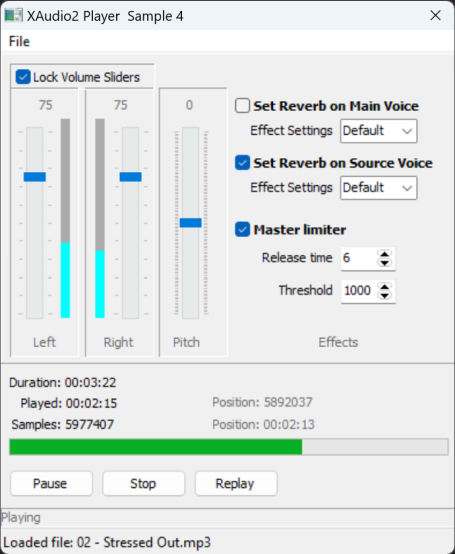 XAudio2 Player Sample 4
File
Lock Volume Sliders
75 75 0
Set Reverb on Main Voice
Effect Settings Default
Set Reverb on Source Voice
Effect Settings Default
Master limiter
Release time 6
Threshold 1000
Left Right Pitch Effects
Duration: 00:03:22
Played: 00:02:15 Position: 5892037
Samples: 5977407 Position: 00:02:13
Pause Stop Replay
Playing
Loaded file: 02 - Stressed Out.mp3